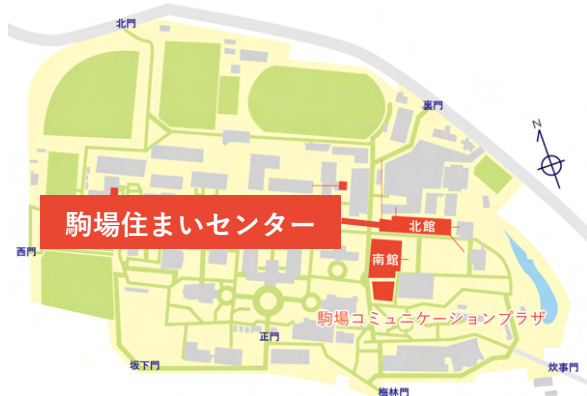 北門
裏門
N
駒場住まいセンター
北館
西門
南館
駒場コミュニケーションプラザ
正門
坂下門
炊事門
梅林門